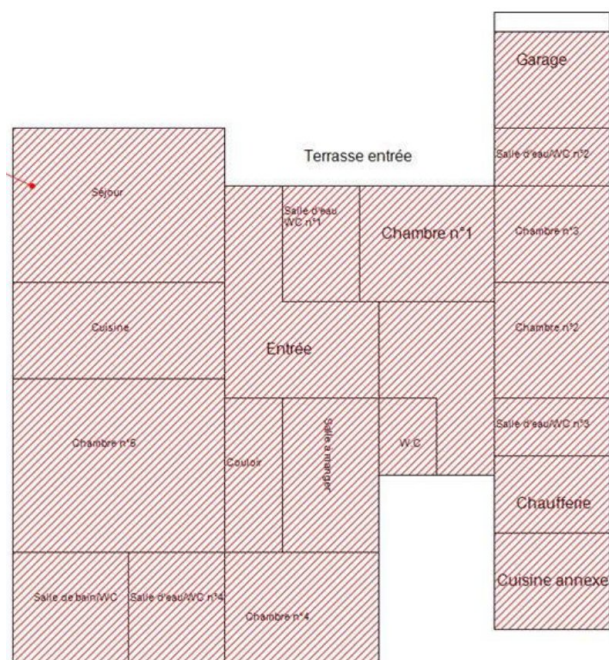 Garage
Terrasse entrée
Salle d'eau/WC n°2
Séjour
Salle d'eau
WC n°1
Chambre n°1
Chambre n°3
Cuisine
Entrée
Chambre n°2
Chambre n°5
Couloir
Salle à manger
W.C
Salle d'eau/WC n°3
Chaufferie
Cuisine annexe
Salle de bain/WC
Salle d'eau/WC n°4
Chambre n°4